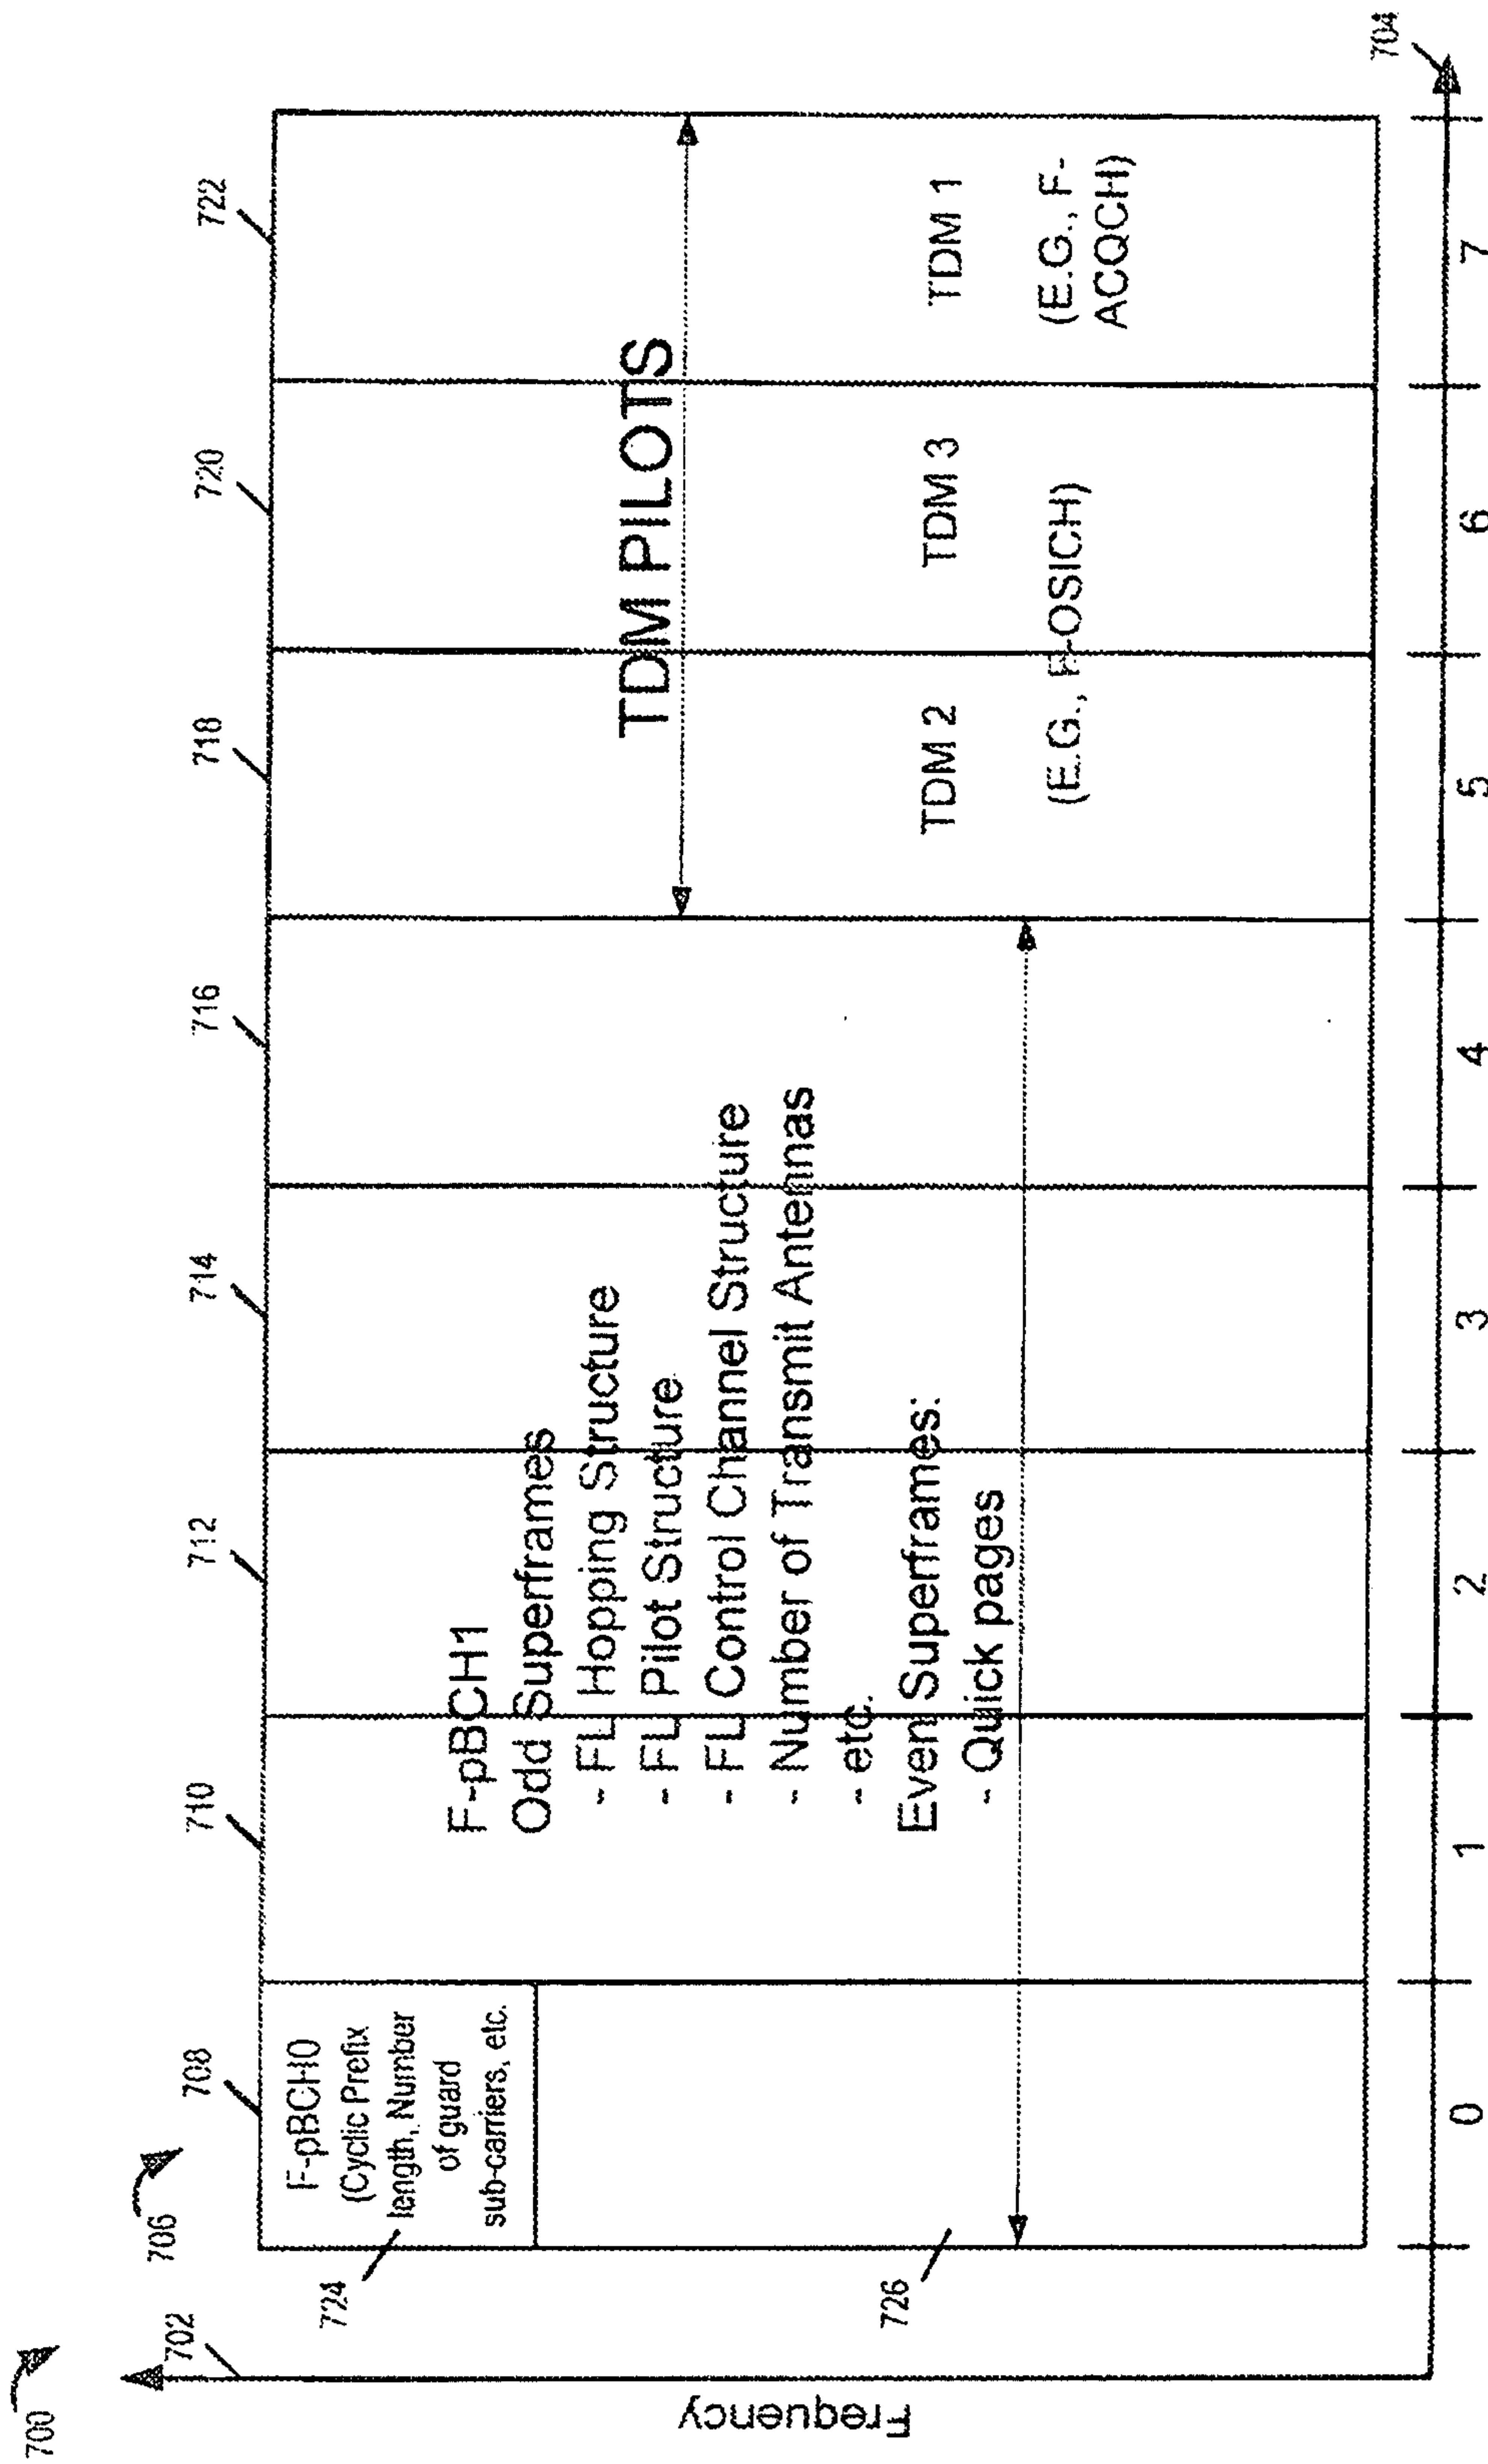 700
702
704
706
708
710
712
714
716
718
720
722
724
726
Frequency
F-pBCH0
(Cyclic Prefix
length, Number
of guard
sub-carriers, etc.
F-pBCH1
Odd Superframes
- FL Hopping Structure
- FL Pilot Structure
- FL Control Channel Structure
- Number of Transmit Antennas
- etc.
Even Superframes:
- Quick pages
TDM PILOTS
TDM 2
TDM 3
(E.G., F-OSICH)
TDM 1
(E.G., F-
ACQCH)
0
1
2
3
4
5
6
7